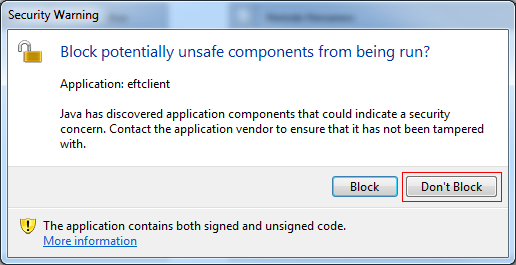 Security Warning
Block potentially unsafe components from being run?
Application: eftclient
Java has discovered application components that could indicate a security
concern. Contact the application vendor to ensure that it has not been tampered
with.
Block
Don't Block
The application contains both signed and unsigned code.
More information